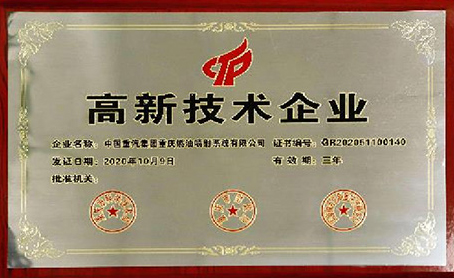 高新技术企业
企业名称：中国重汽集团重庆燃油喷射系统有限公司 证书编号：GR202051100140
发证日期：2020年10月9日 有效期：三年
批准机关：